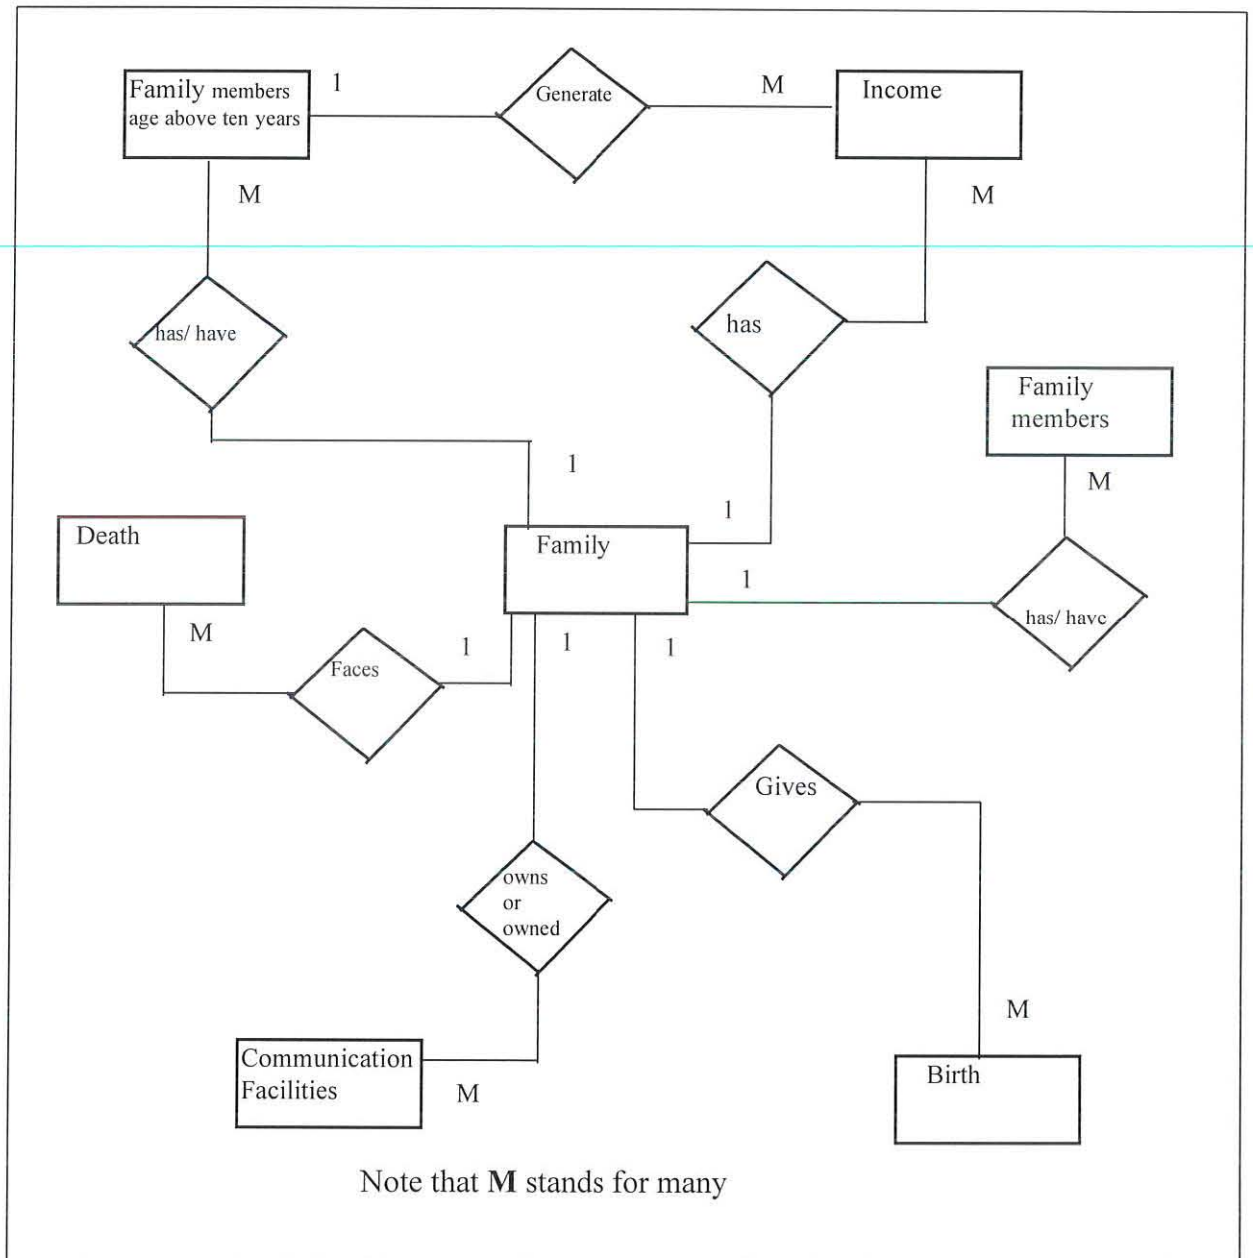 Family members
age above ten years
1
Generate
M
Income
M
M
has/ have
has
Family
members
M
1
1
Death
Family
1
M
Faces
1
1
1
has/ have
Gives
owns
or
owned
M
Communication
Facilities
M
Birth
Note that M stands for many